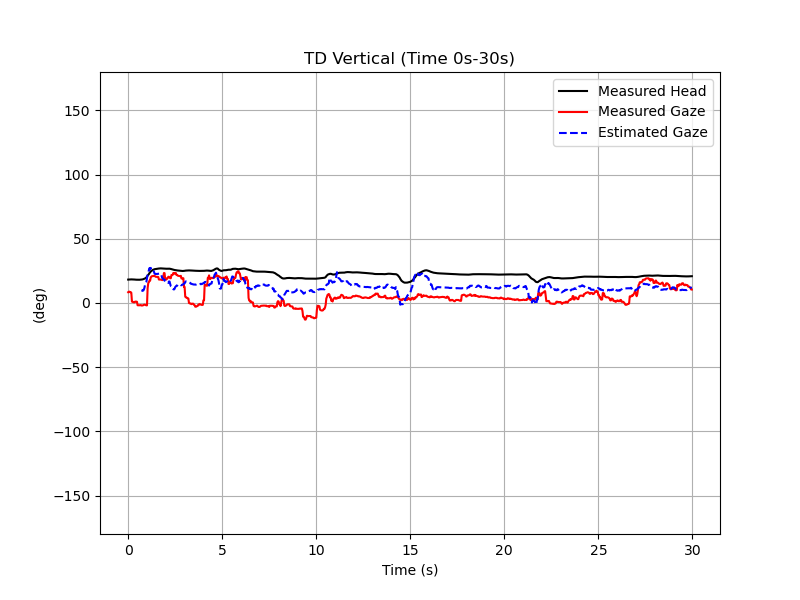 TD Vertical (Time 0s-30s)
Measured Head
Measured Gaze
Estimated Gaze
150
100
50
0
−50
−100
−150
(deg)
0 5 10 15 20 25 30
Time (s)